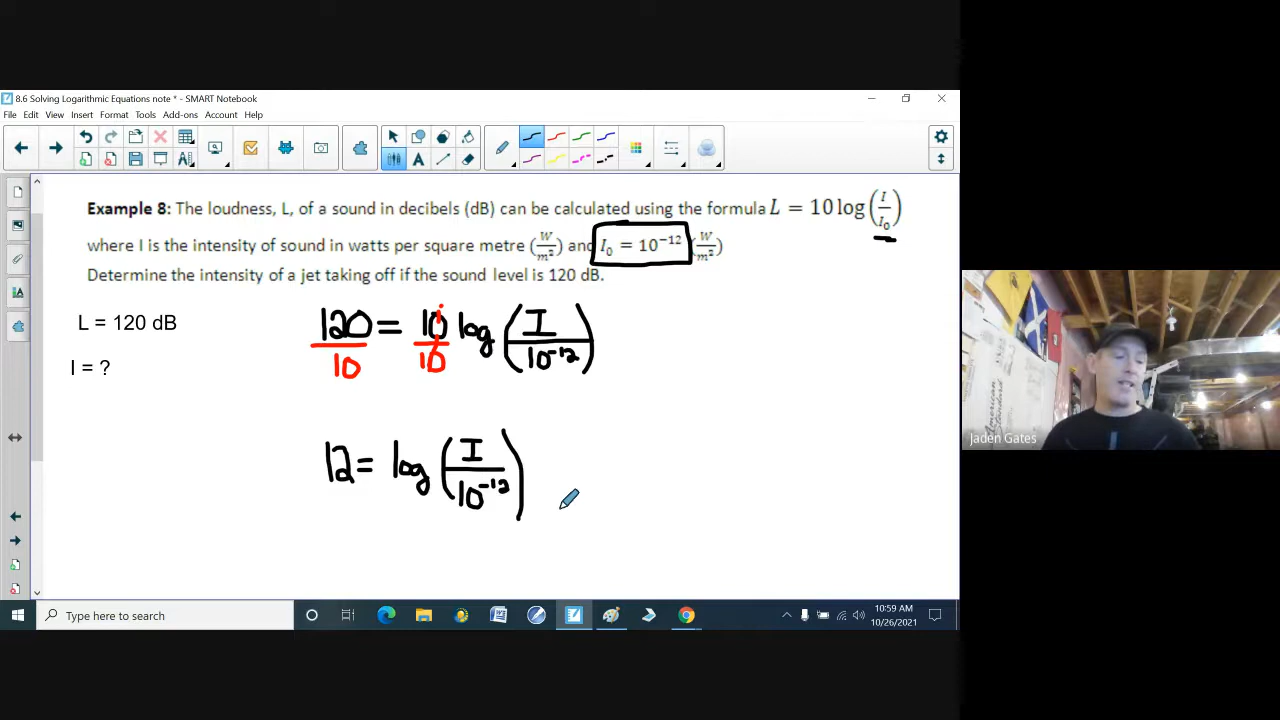 8.6 Solving Logarithmic Equations note * - SMART Notebook
File Edit View Insert Format Tools Add-ons Account Help
Example 8: The loudness, L, of a sound in decibels (dB) can be calculated using the formula L = 10 log(I/I₀)
where I is the intensity of sound in watts per square metre (W/m²) and I₀ = 10⁻¹² (W/m²)
Determine the intensity of a jet taking off if the sound level is 120 dB.
L = 120 dB
I = ?
120/10 = 10/10 log(I/10⁻¹²)
12 = log(I/10⁻¹²)
American Standard
Jaden Gates
Type here to search
10:59 AM
10/26/2021